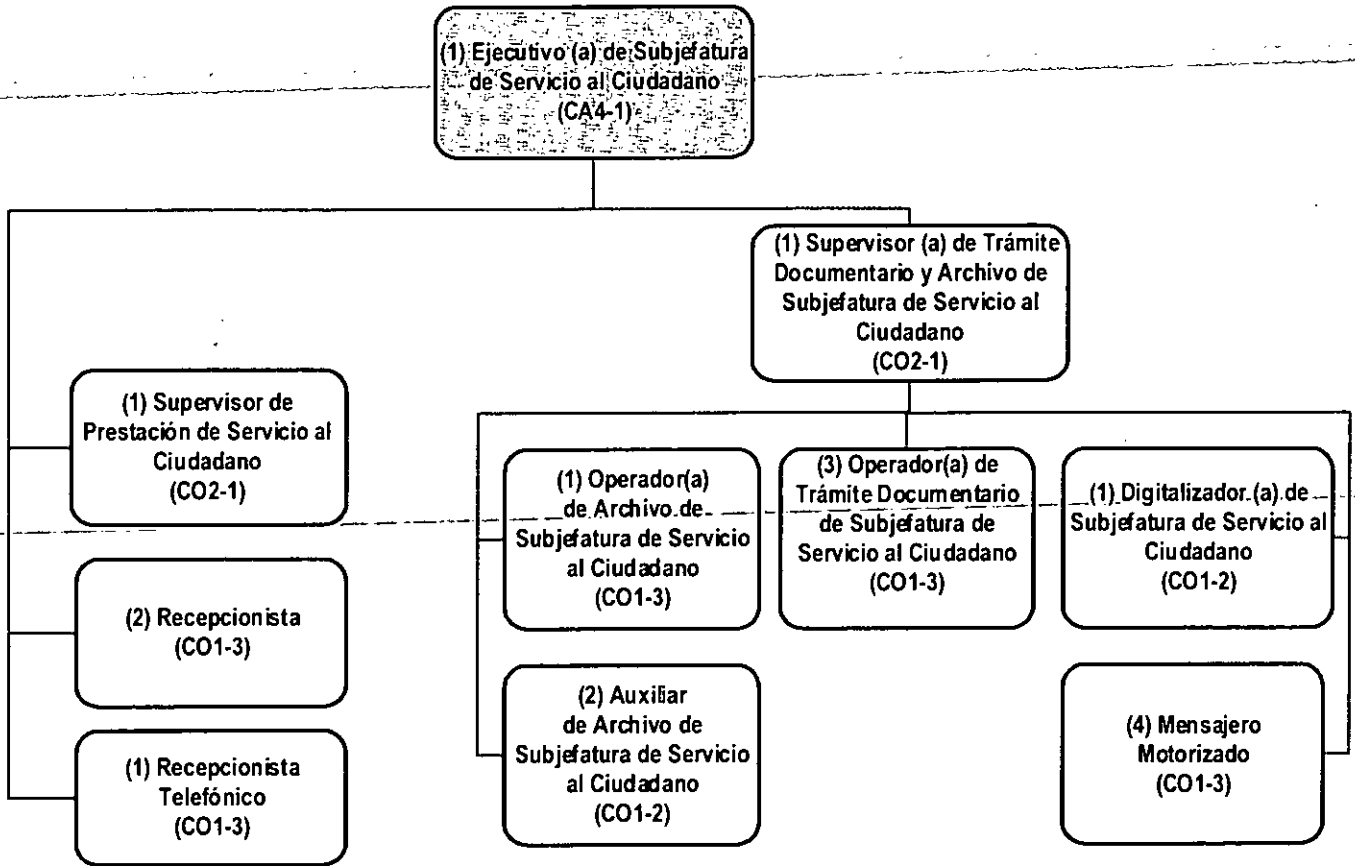 (1) Ejecutivo (a) de Subjefatura
de Servicio al Ciudadano
(CA4-1)
(1) Supervisor (a) de Trámite
Documentario y Archivo de
Subjefatura de Servicio al
Ciudadano
(CO2-1)
(1) Supervisor de
Prestación de Servicio al
Ciudadano
(CO2-1)
(2) Recepcionista
(CO1-3)
(1) Recepcionista
Telefónico
(CO1-3)
(1) Operador(a)
de Archivo de
Subjefatura de Servicio
al Ciudadano
(CO1-3)
(2) Auxiliar
de Archivo de
Subjefatura de Servicio
al Ciudadano
(CO1-2)
(3) Operador(a) de
Trámite Documentario
de Subjefatura de
Servicio al Ciudadano
(CO1-3)
(1) Digitalizador (a) de
Subjefatura de Servicio al
Ciudadano
(CO1-2)
(4) Mensajero
Motorizado
(CO1-3)